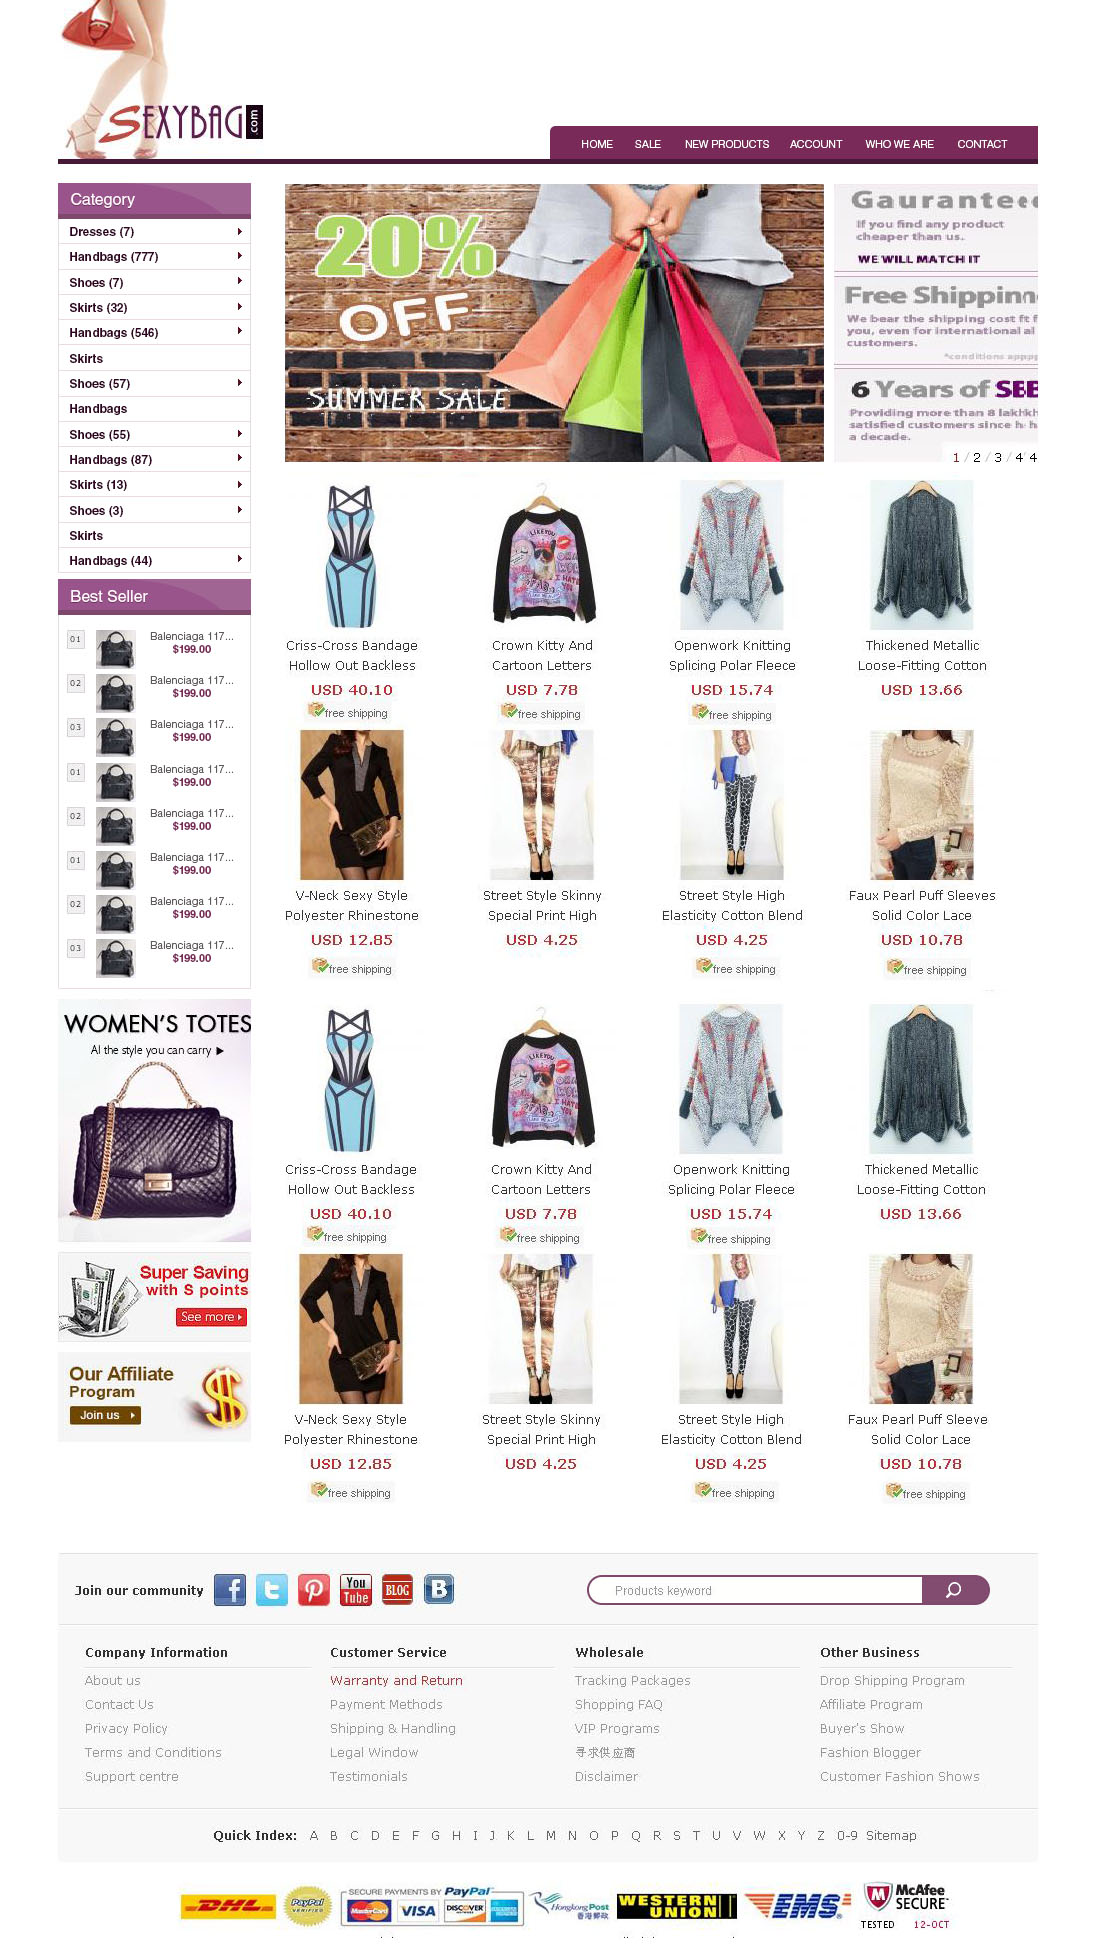 SEXYBAG.com
HOME SALE NEW PRODUCTS ACCOUNT WHO WE ARE CONTACT
Category
Dresses (7)
Handbags (777)
Shoes (7)
Skirts (32)
Handbags (546)
Skirts
Shoes (57)
Handbags
Shoes (55)
Handbags (87)
Skirts (13)
Shoes (3)
Skirts
Handbags (44)
Best Seller
01 Balenciaga 117...
$199.00
02 Balenciaga 117...
$199.00
03 Balenciaga 117...
$199.00
01 Balenciaga 117...
$199.00
02 Balenciaga 117...
$199.00
01 Balenciaga 117...
$199.00
02 Balenciaga 117...
$199.00
03 Balenciaga 117...
$199.00
WOMEN'S TOTES
Al the style you can carry
Super Saving
with S points
See more
Our Affiliate
Program
Join us
20%
OFF
SUMMER SALE
Gaurantee
If you find any product
cheaper than us.
WE WILL MATCH IT
Free Shippinn
We bear the shipping cost ft f
you, even for international al
customers.
*conditions apppp
6 Years of SEB
Providing more than 8 lakhkh
satisfied customers since h h
a decade.
1 / 2 / 3 / 4 4
Criss-Cross Bandage
Hollow Out Backless
USD 40.10
free shipping
Crown Kitty And
Cartoon Letters
USD 7.78
free shipping
Openwork Knitting
Splicing Polar Fleece
USD 15.74
free shipping
Thickened Metallic
Loose-Fitting Cotton
USD 13.66
V-Neck Sexy Style
Polyester Rhinestone
USD 12.85
free shipping
Street Style Skinny
Special Print High
USD 4.25
Street Style High
Elasticity Cotton Blend
USD 4.25
free shipping
Faux Pearl Puff Sleeves
Solid Color Lace
USD 10.78
free shipping
Criss-Cross Bandage
Hollow Out Backless
USD 40.10
free shipping
Crown Kitty And
Cartoon Letters
USD 7.78
free shipping
Openwork Knitting
Splicing Polar Fleece
USD 15.74
free shipping
Thickened Metallic
Loose-Fitting Cotton
USD 13.66
V-Neck Sexy Style
Polyester Rhinestone
USD 12.85
free shipping
Street Style Skinny
Special Print High
USD 4.25
Street Style High
Elasticity Cotton Blend
USD 4.25
free shipping
Faux Pearl Puff Sleeve
Solid Color Lace
USD 10.78
free shipping
Join our community
You Tube
BLOG
B
Products keyword
Company Information
About us
Contact Us
Privacy Policy
Terms and Conditions
Support centre
Customer Service
Warranty and Return
Payment Methods
Shipping & Handling
Legal Window
Testimonials
Wholesale
Tracking Packages
Shopping FAQ
VIP Programs
寻求供应商
Disclaimer
Other Business
Drop Shipping Program
Affiliate Program
Buyer's Show
Fashion Blogger
Customer Fashion Shows
Quick Index: A B C D E F G H I J K L M N O P Q R S T U V W X Y Z 0-9 Sitemap
DHL
PayPal
VERIFIED
SECURE PAYMENTS BY PayPal
MasterCard VISA DISCOVER
Hongkong Post
香港郵政
WESTERN
UNION
EMS
McAfee
SECURE
TESTED 12-OCT